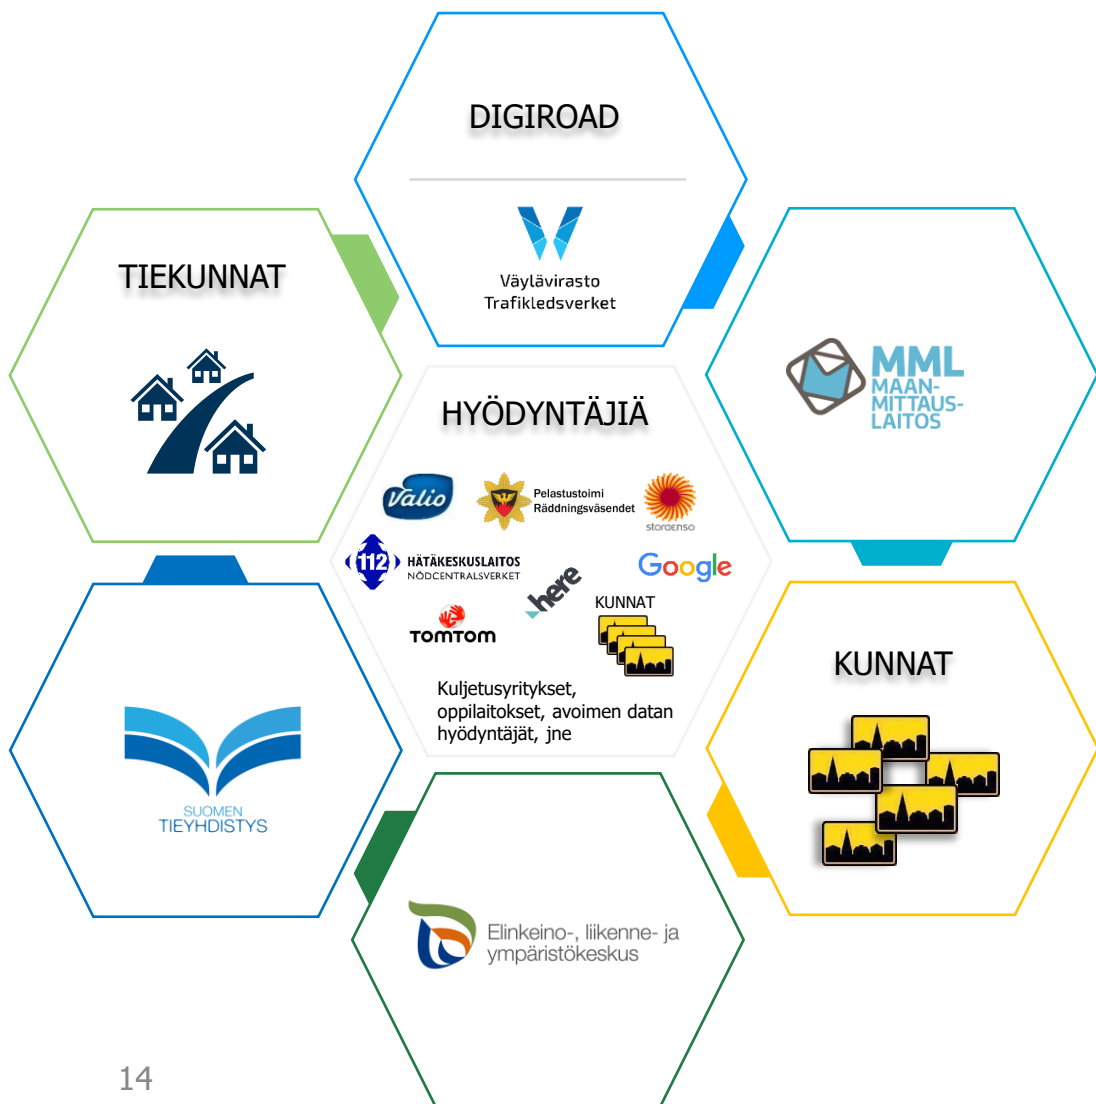 DIGIROAD
Väylävirasto
Trafikledsverket
TIEKUNNAT
MML
MAAN-
MITTAUS-
LAITOS
HYÖDYNTÄJIÄ
Valio
Pelastustoimi
Räddningsväsendet
storaenso
112
HÄTÄKESKUSLAITOS
NÖDCENTRALSVERKET
here
Google
TOMTOM
KUNNAT
Kuljetusyritykset,
oppilaitokset, avoimen datan
hyödyntäjät, jne
KUNNAT
SUOMEN
TIEYHDISTYS
Elinkeino-, liikenne- ja
ympäristökeskus
14